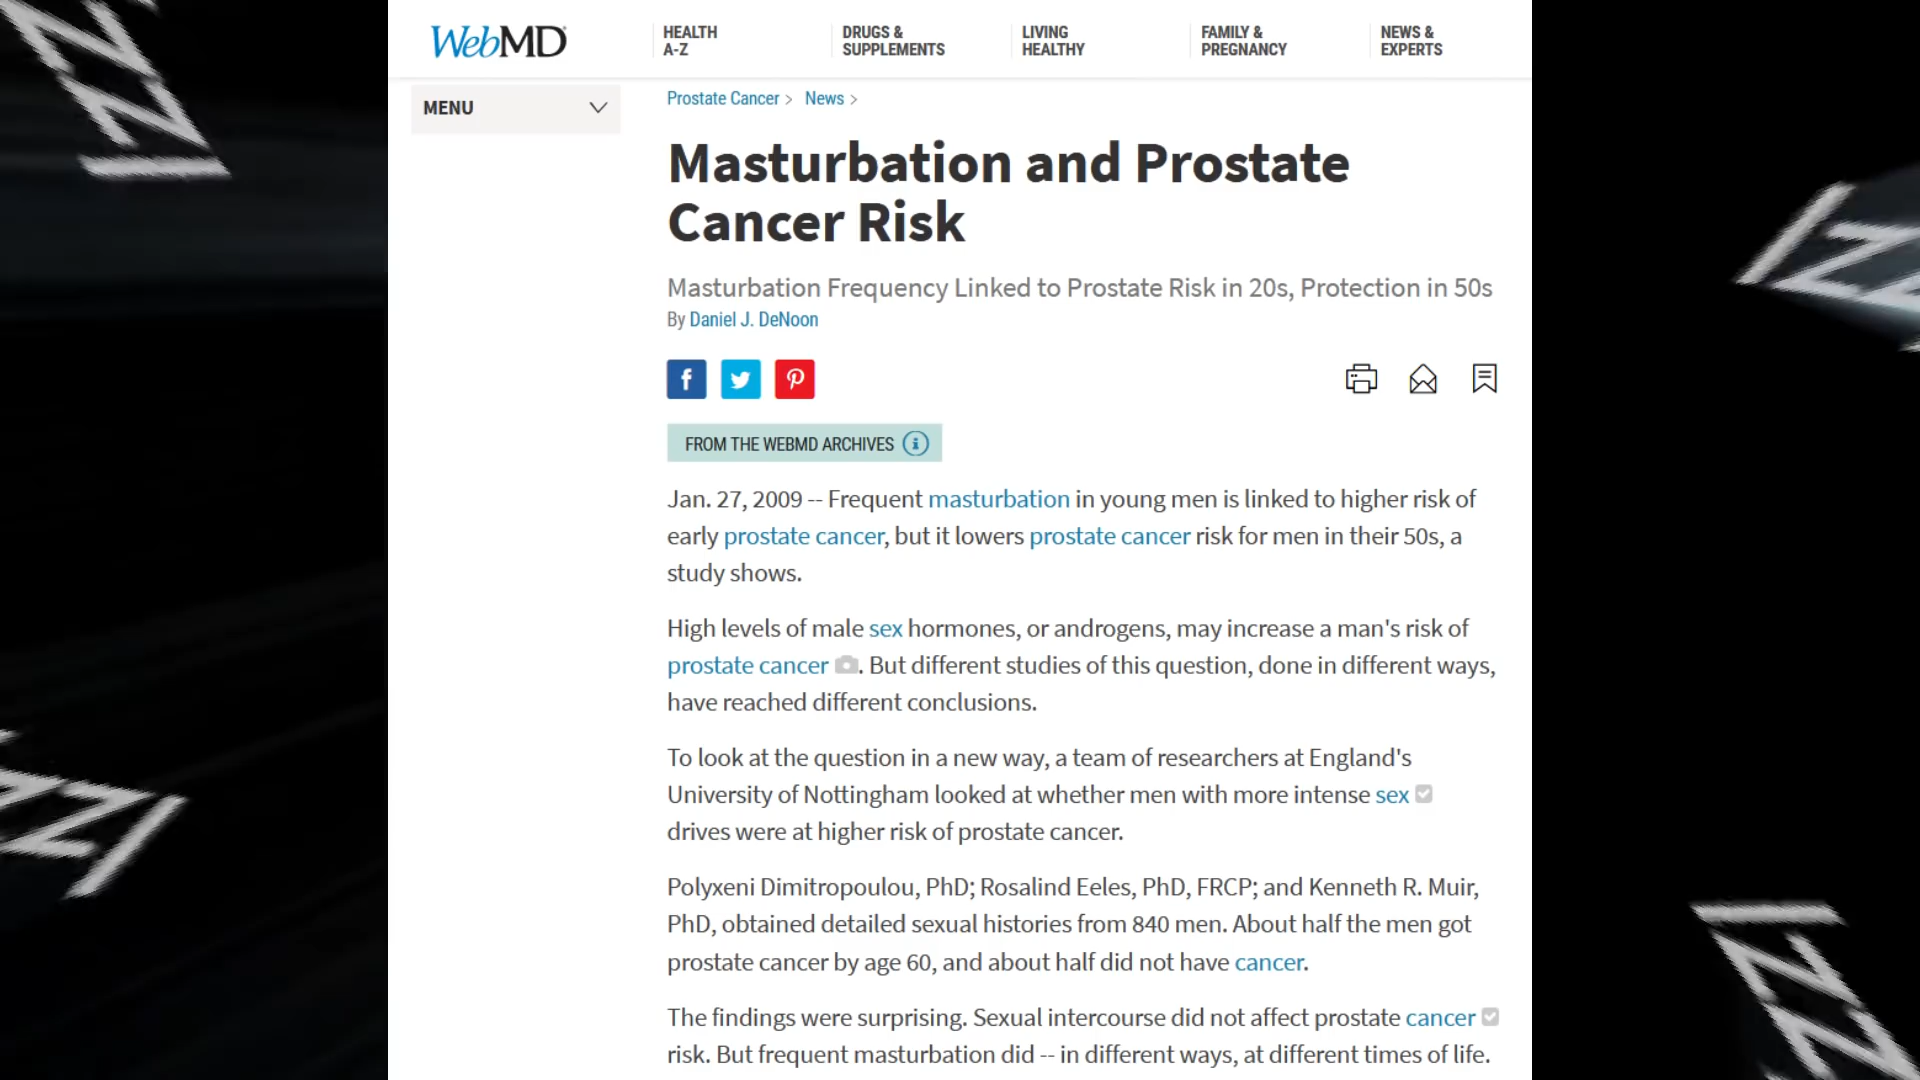 WebMD
HEALTH
A-Z
DRUGS &
SUPPLEMENTS
LIVING
HEALTHY
FAMILY &
PREGNANCY
NEWS &
EXPERTS
MENU
Prostate Cancer > News >
Masturbation and Prostate
Cancer Risk
Masturbation Frequency Linked to Prostate Risk in 20s, Protection in 50s
By Daniel J. DeNoon
FROM THE WEBMD ARCHIVES
Jan. 27, 2009 -- Frequent masturbation in young men is linked to higher risk of
early prostate cancer, but it lowers prostate cancer risk for men in their 50s, a
study shows.
High levels of male sex hormones, or androgens, may increase a man's risk of
prostate cancer. But different studies of this question, done in different ways,
have reached different conclusions.
To look at the question in a new way, a team of researchers at England's
University of Nottingham looked at whether men with more intense sex
drives were at higher risk of prostate cancer.
Polyxeni Dimitropoulou, PhD; Rosalind Eeles, PhD, FRCP; and Kenneth R. Muir,
PhD, obtained detailed sexual histories from 840 men. About half the men got
prostate cancer by age 60, and about half did not have cancer.
The findings were surprising. Sexual intercourse did not affect prostate cancer
risk. But frequent masturbation did -- in different ways, at different times of life.